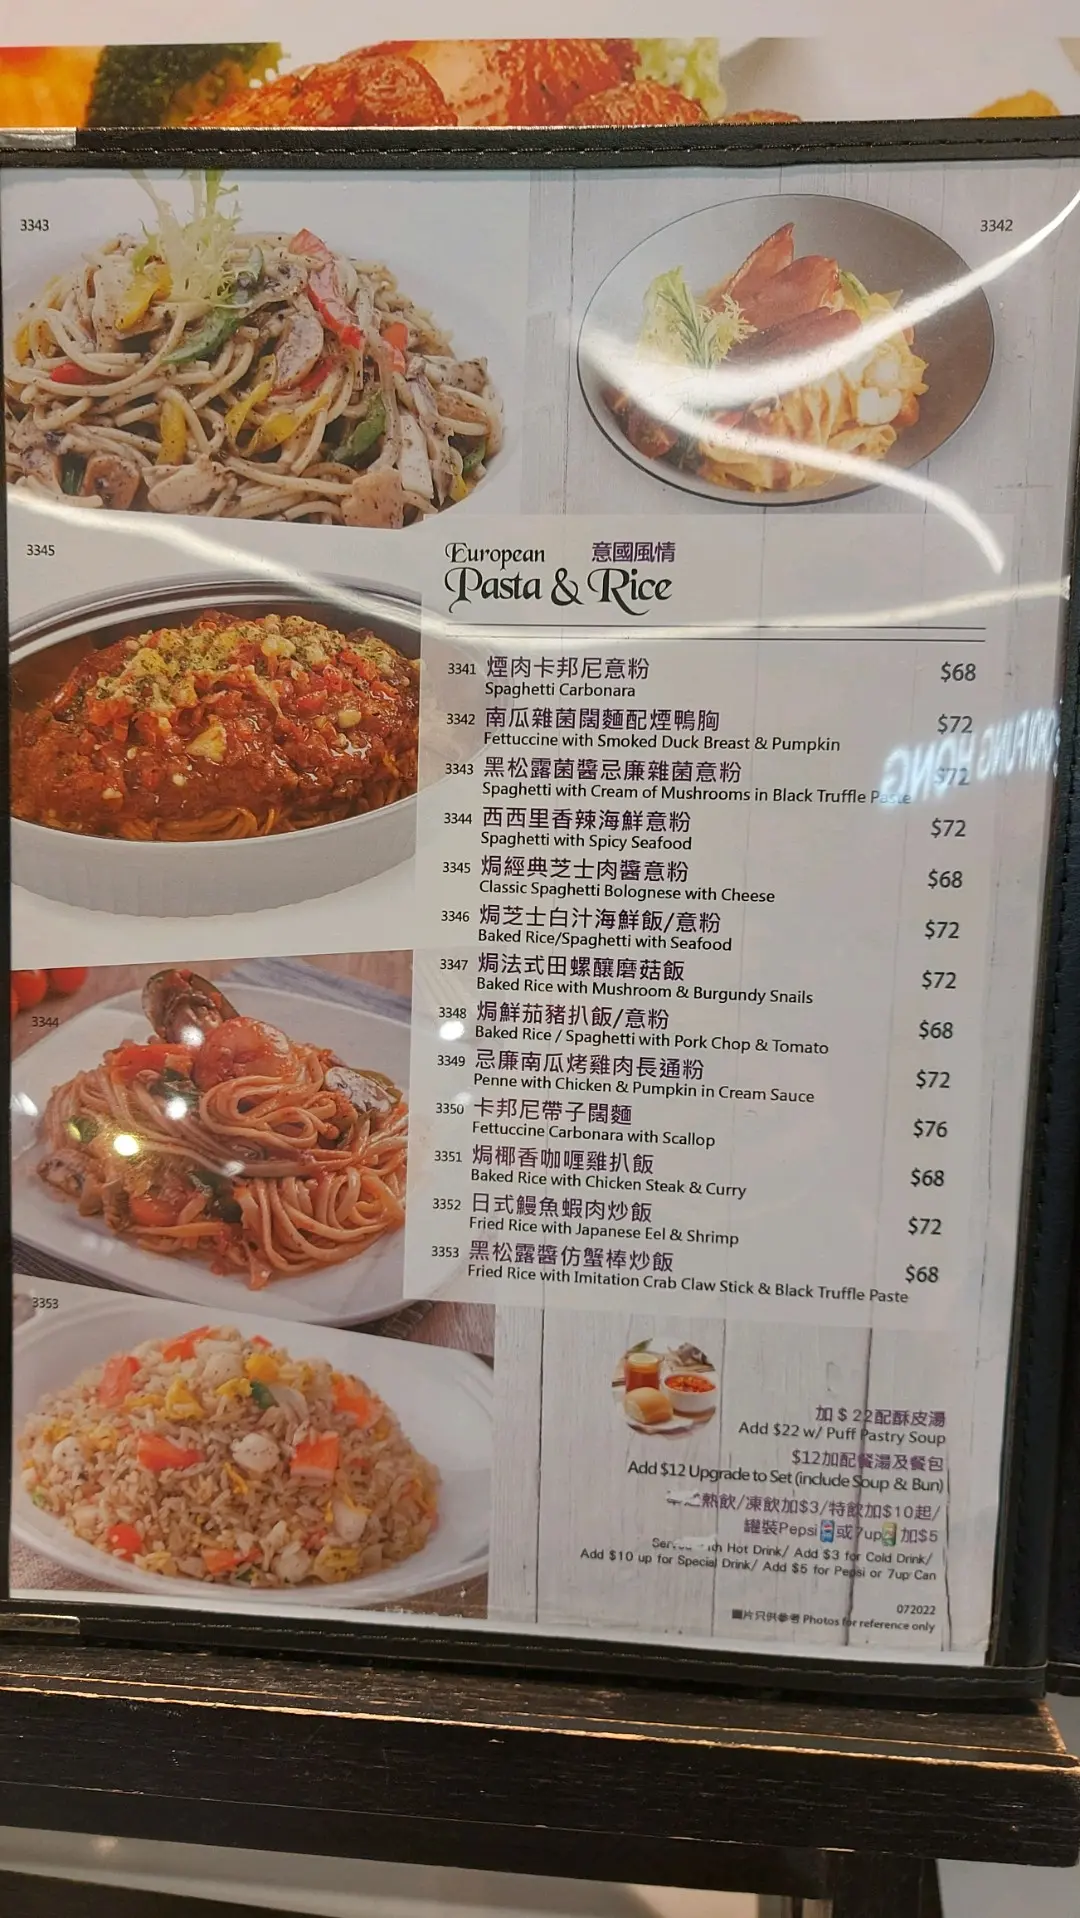 3343
3342
3345
European 意國風情
Pasta & Rice
3341 煙肉卡邦尼意粉 $68
Spaghetti Carbonara
3342 南瓜雜菌闊麵配煙鴨胸 $72
Fettuccine with Smoked Duck Breast & Pumpkin
3343 黑松露菌醬忌廉雜菌意粉 $72
Spaghetti with Cream of Mushrooms in Black Truffle Paste
3344 西西里香辣海鮮意粉 $72
Spaghetti with Spicy Seafood
3345 焗經典芝士肉醬意粉 $68
Classic Spaghetti Bolognese with Cheese
3346 焗芝士白汁海鮮飯/意粉 $72
Baked Rice/Spaghetti with Seafood
3347 焗法式田螺釀磨菇飯 $72
Baked Rice with Mushroom & Burgundy Snails
3348 焗鮮茄豬扒飯/意粉 $68
Baked Rice / Spaghetti with Pork Chop & Tomato
3349 忌廉南瓜烤雞肉長通粉 $72
Penne with Chicken & Pumpkin in Cream Sauce
3350 卡邦尼帶子闊麵 $76
Fettuccine Carbonara with Scallop
3351 焗椰香咖喱雞扒飯 $68
Baked Rice with Chicken Steak & Curry
3352 日式鰻魚蝦肉炒飯 $72
Fried Rice with Japanese Eel & Shrimp
3353 黑松露醬仿蟹棒炒飯 $68
Fried Rice with Imitation Crab Claw Stick & Black Truffle Paste
3344
3353
加$22配酥皮湯
Add $22 w/ Puff Pastry Soup
$12加配餐湯及餐包
Add $12 Upgrade to Set (include Soup & Bun)
熱飲/凍飲加$3/特飲加$10起/
罐裝Pepsi或7up加$5
Hot Drink/ Add $3 for Cold Drink/
Add $10 up for Special Drink/ Add $5 for Pepsi or 7up Can
072022
圖片只供參考 Photos for reference only